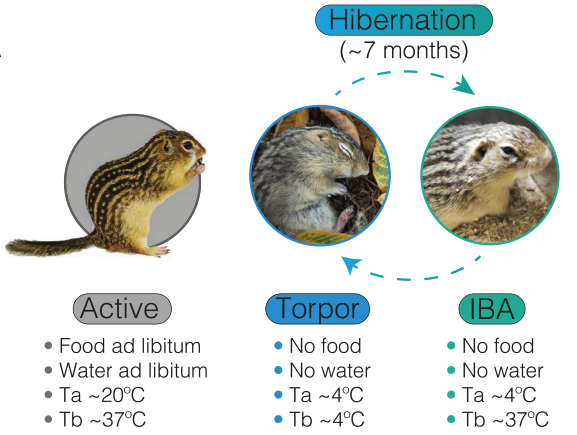 Hibernation
(~7 months)
Active
Food ad libitum
Water ad libitum
Ta ~20ºC
Tb ~37ºC
Torpor
No food
No water
Ta ~4ºC
Tb ~4ºC
IBA
No food
No water
Ta ~4ºC
Tb ~37ºC